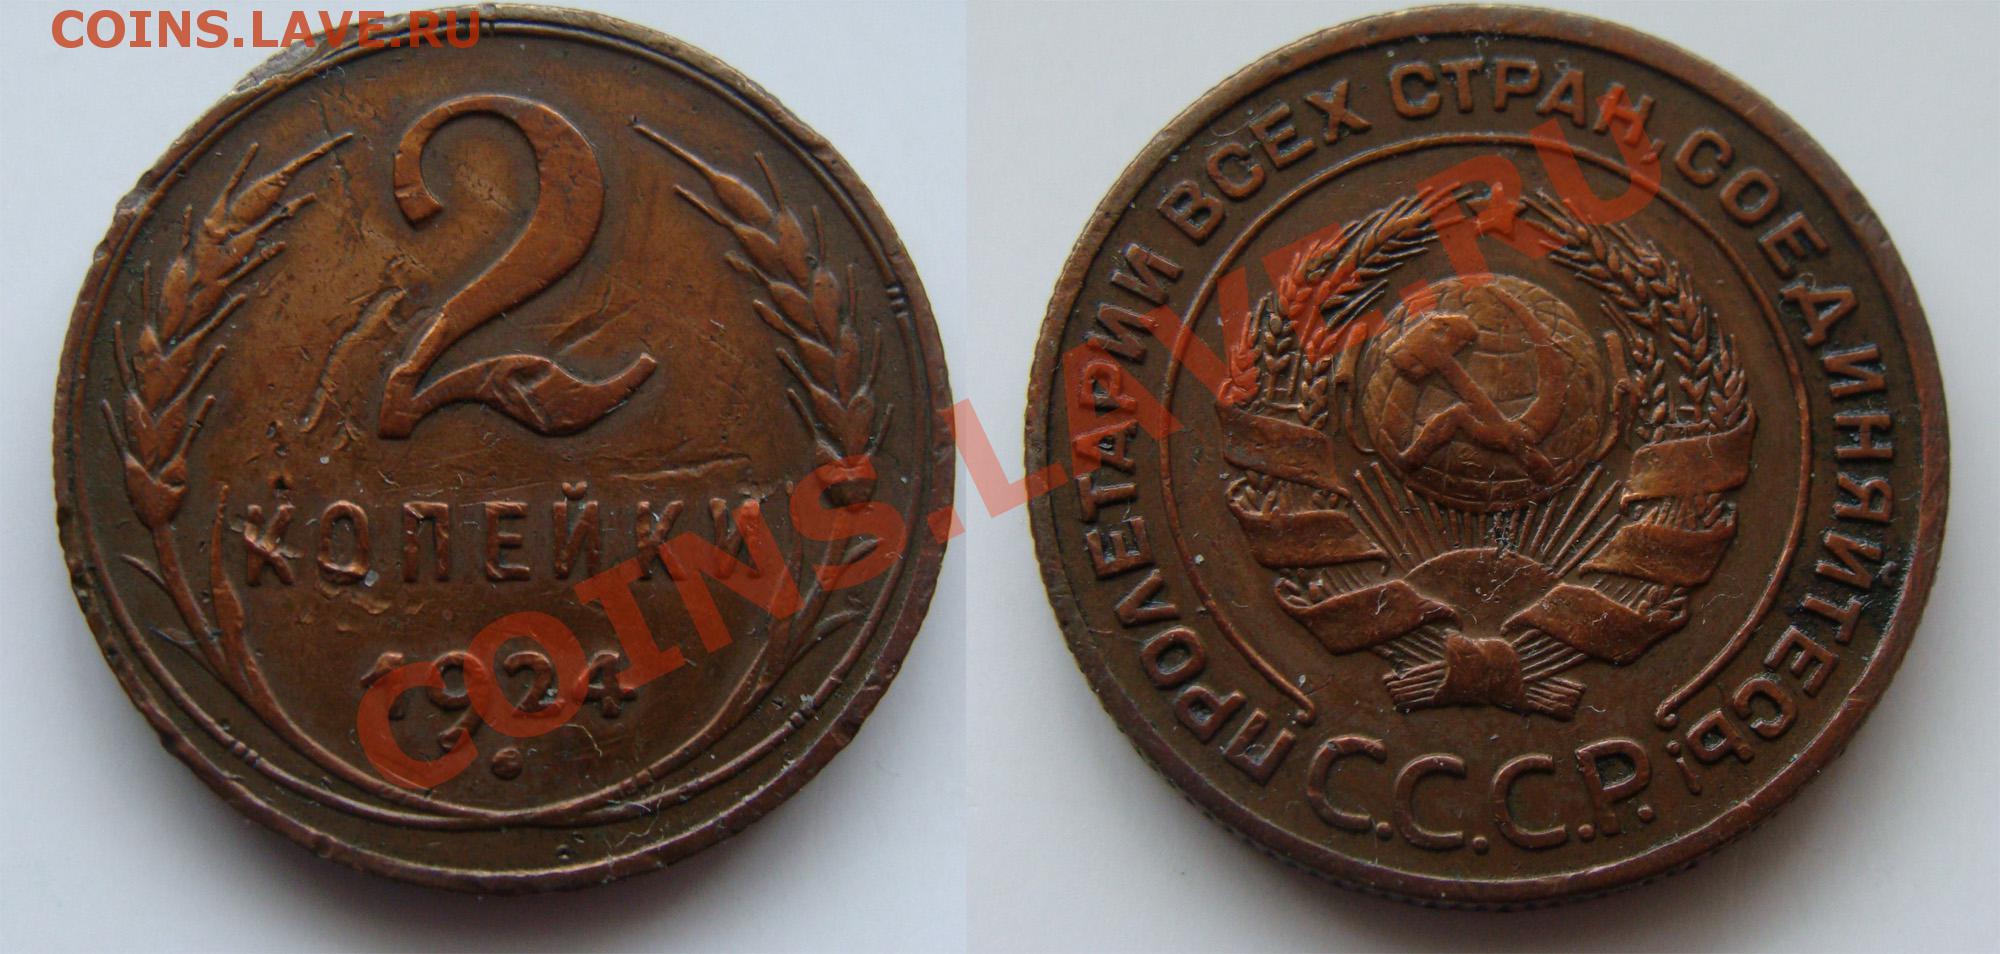 COINS.LAVE.RU
2
КОПЕЙКИ
1924
ПРОЛЕТАРИИ ВСЕХ СТРАН, СОЕДИНЯЙТЕСЬ!
С.С.С.Р.
COINS.LAVE.RU